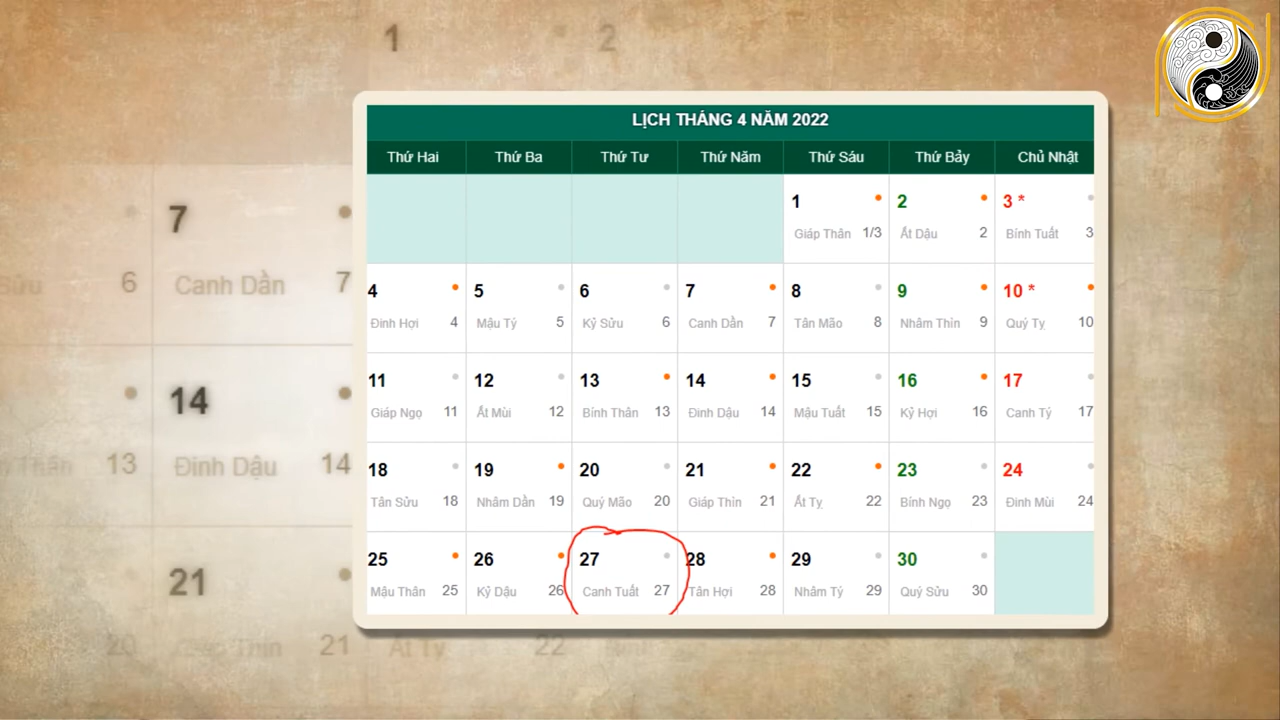 1 2
LỊCH THÁNG 4 NĂM 2022
Thứ Hai Thứ Ba Thứ Tư Thứ Năm Thứ Sáu Thứ Bảy Chủ Nhật
1 2 3 *
Giáp Thân 1/3 Ất Dậu 2 Bính Tuất 3
7
6 Canh Dần 7
4 5 6 7 8 9 10 *
Đinh Hợi 4 Mậu Tý 5 Kỷ Sửu 6 Canh Dần 7 Tân Mão 8 Nhâm Thìn 9 Quý Tỵ 10
14
13 Đinh Dậu 14
11 12 13 14 15 16 17
Giáp Ngọ 11 Ất Mùi 12 Bính Thân 13 Đinh Dậu 14 Mậu Tuất 15 Kỷ Hợi 16 Canh Tý 17
18 19 20 21 22 23 24
Tân Sửu 18 Nhâm Dần 19 Quý Mão 20 Giáp Thìn 21 Ất Tỵ 22 Bính Ngọ 23 Đinh Mùi 24
21
25 26 27 28 29 30
Mậu Thân 25 Kỷ Dậu 26 Canh Tuất 27 Tân Hợi 28 Nhâm Tý 29 Quý Sửu 30
20 Giáp Thìn 21 Ất Tỵ 22